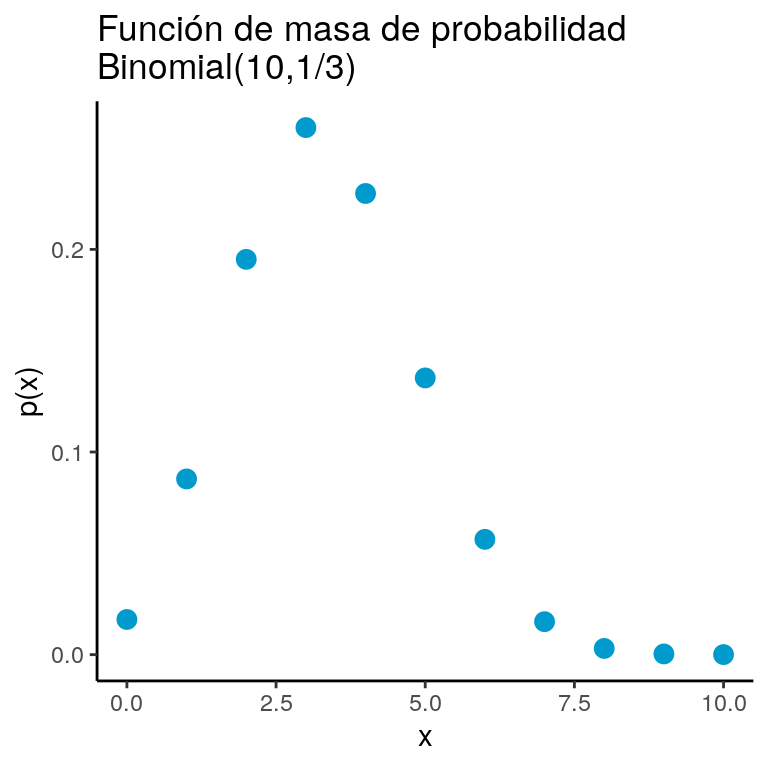 Función de masa de probabilidad
Binomial(10,1/3)
0.2
0.1
0.0
p(x)
0.0 2.5 5.0 7.5 10.0
x